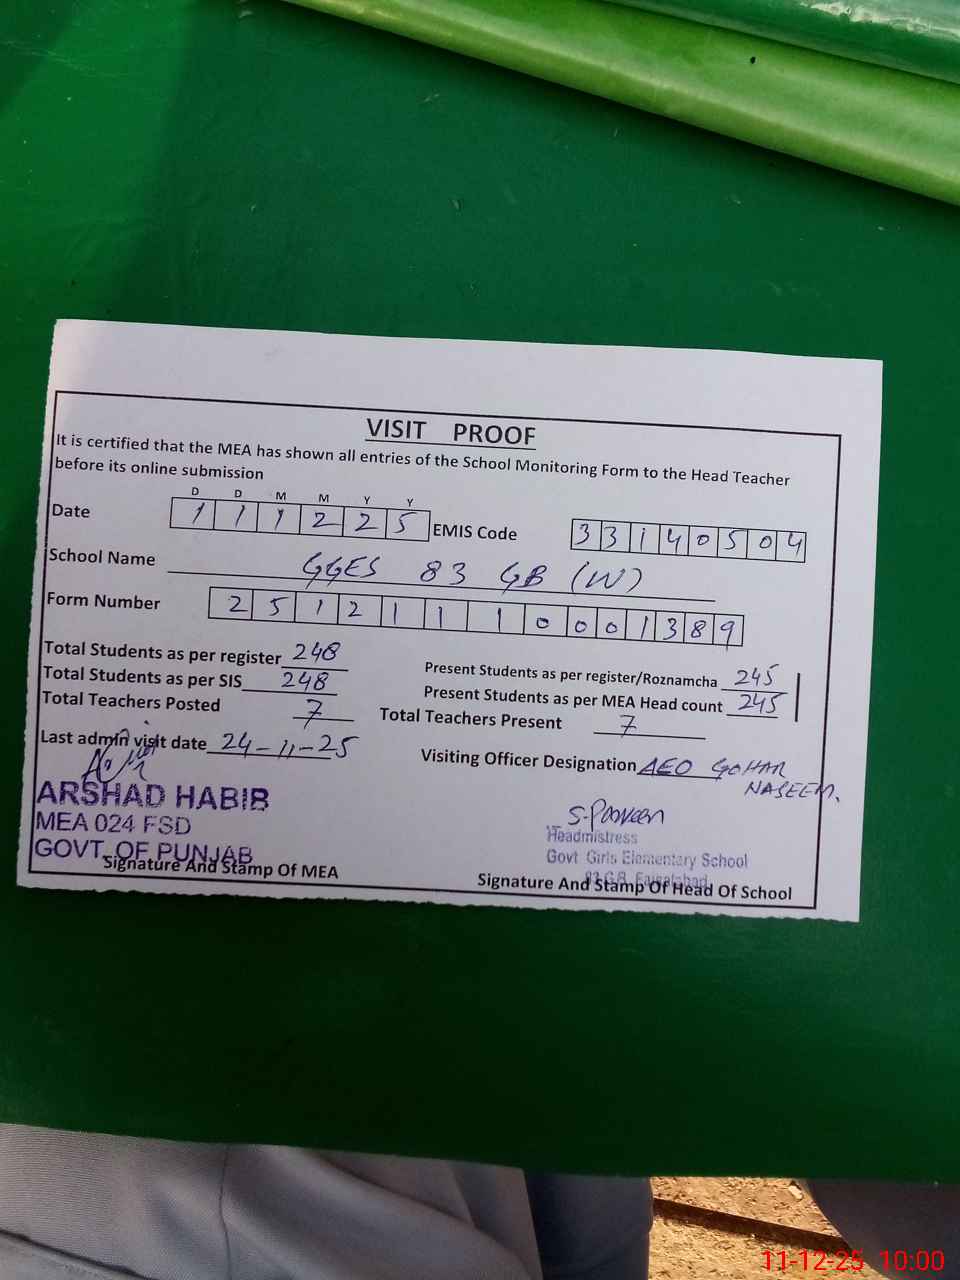 VISIT PROOF
It is certified that the MEA has shown all entries of the School Monitoring Form to the Head Teacher
before its online submission
D D M M Y Y
Date 1 1 1 2 2 5 EMIS Code 3 3 1 4 0 5 0 4
School Name GGES 83 GB (W)
Form Number 2 5 1 2 1 1 1 0 0 0 1 3 8 9
Total Students as per register 248 Present Students as per register/Roznamcha 245
Total Students as per SIS 248 Present Students as per MEA Head count 245
Total Teachers Posted 7 Total Teachers Present 7
Last admin visit date 24-11-25 Visiting Officer Designation AEO GOHAR
NASEEM.
ARSHAD HABIB
MEA 024 FSD
GOVT. OF PUNJAB
Signature And Stamp Of MEA
S. Parveen
Headmistress
Govt Girls Elementary School
83 G.B. Faisalabad
Signature And Stamp Of Head Of School
11-12-25 10:00